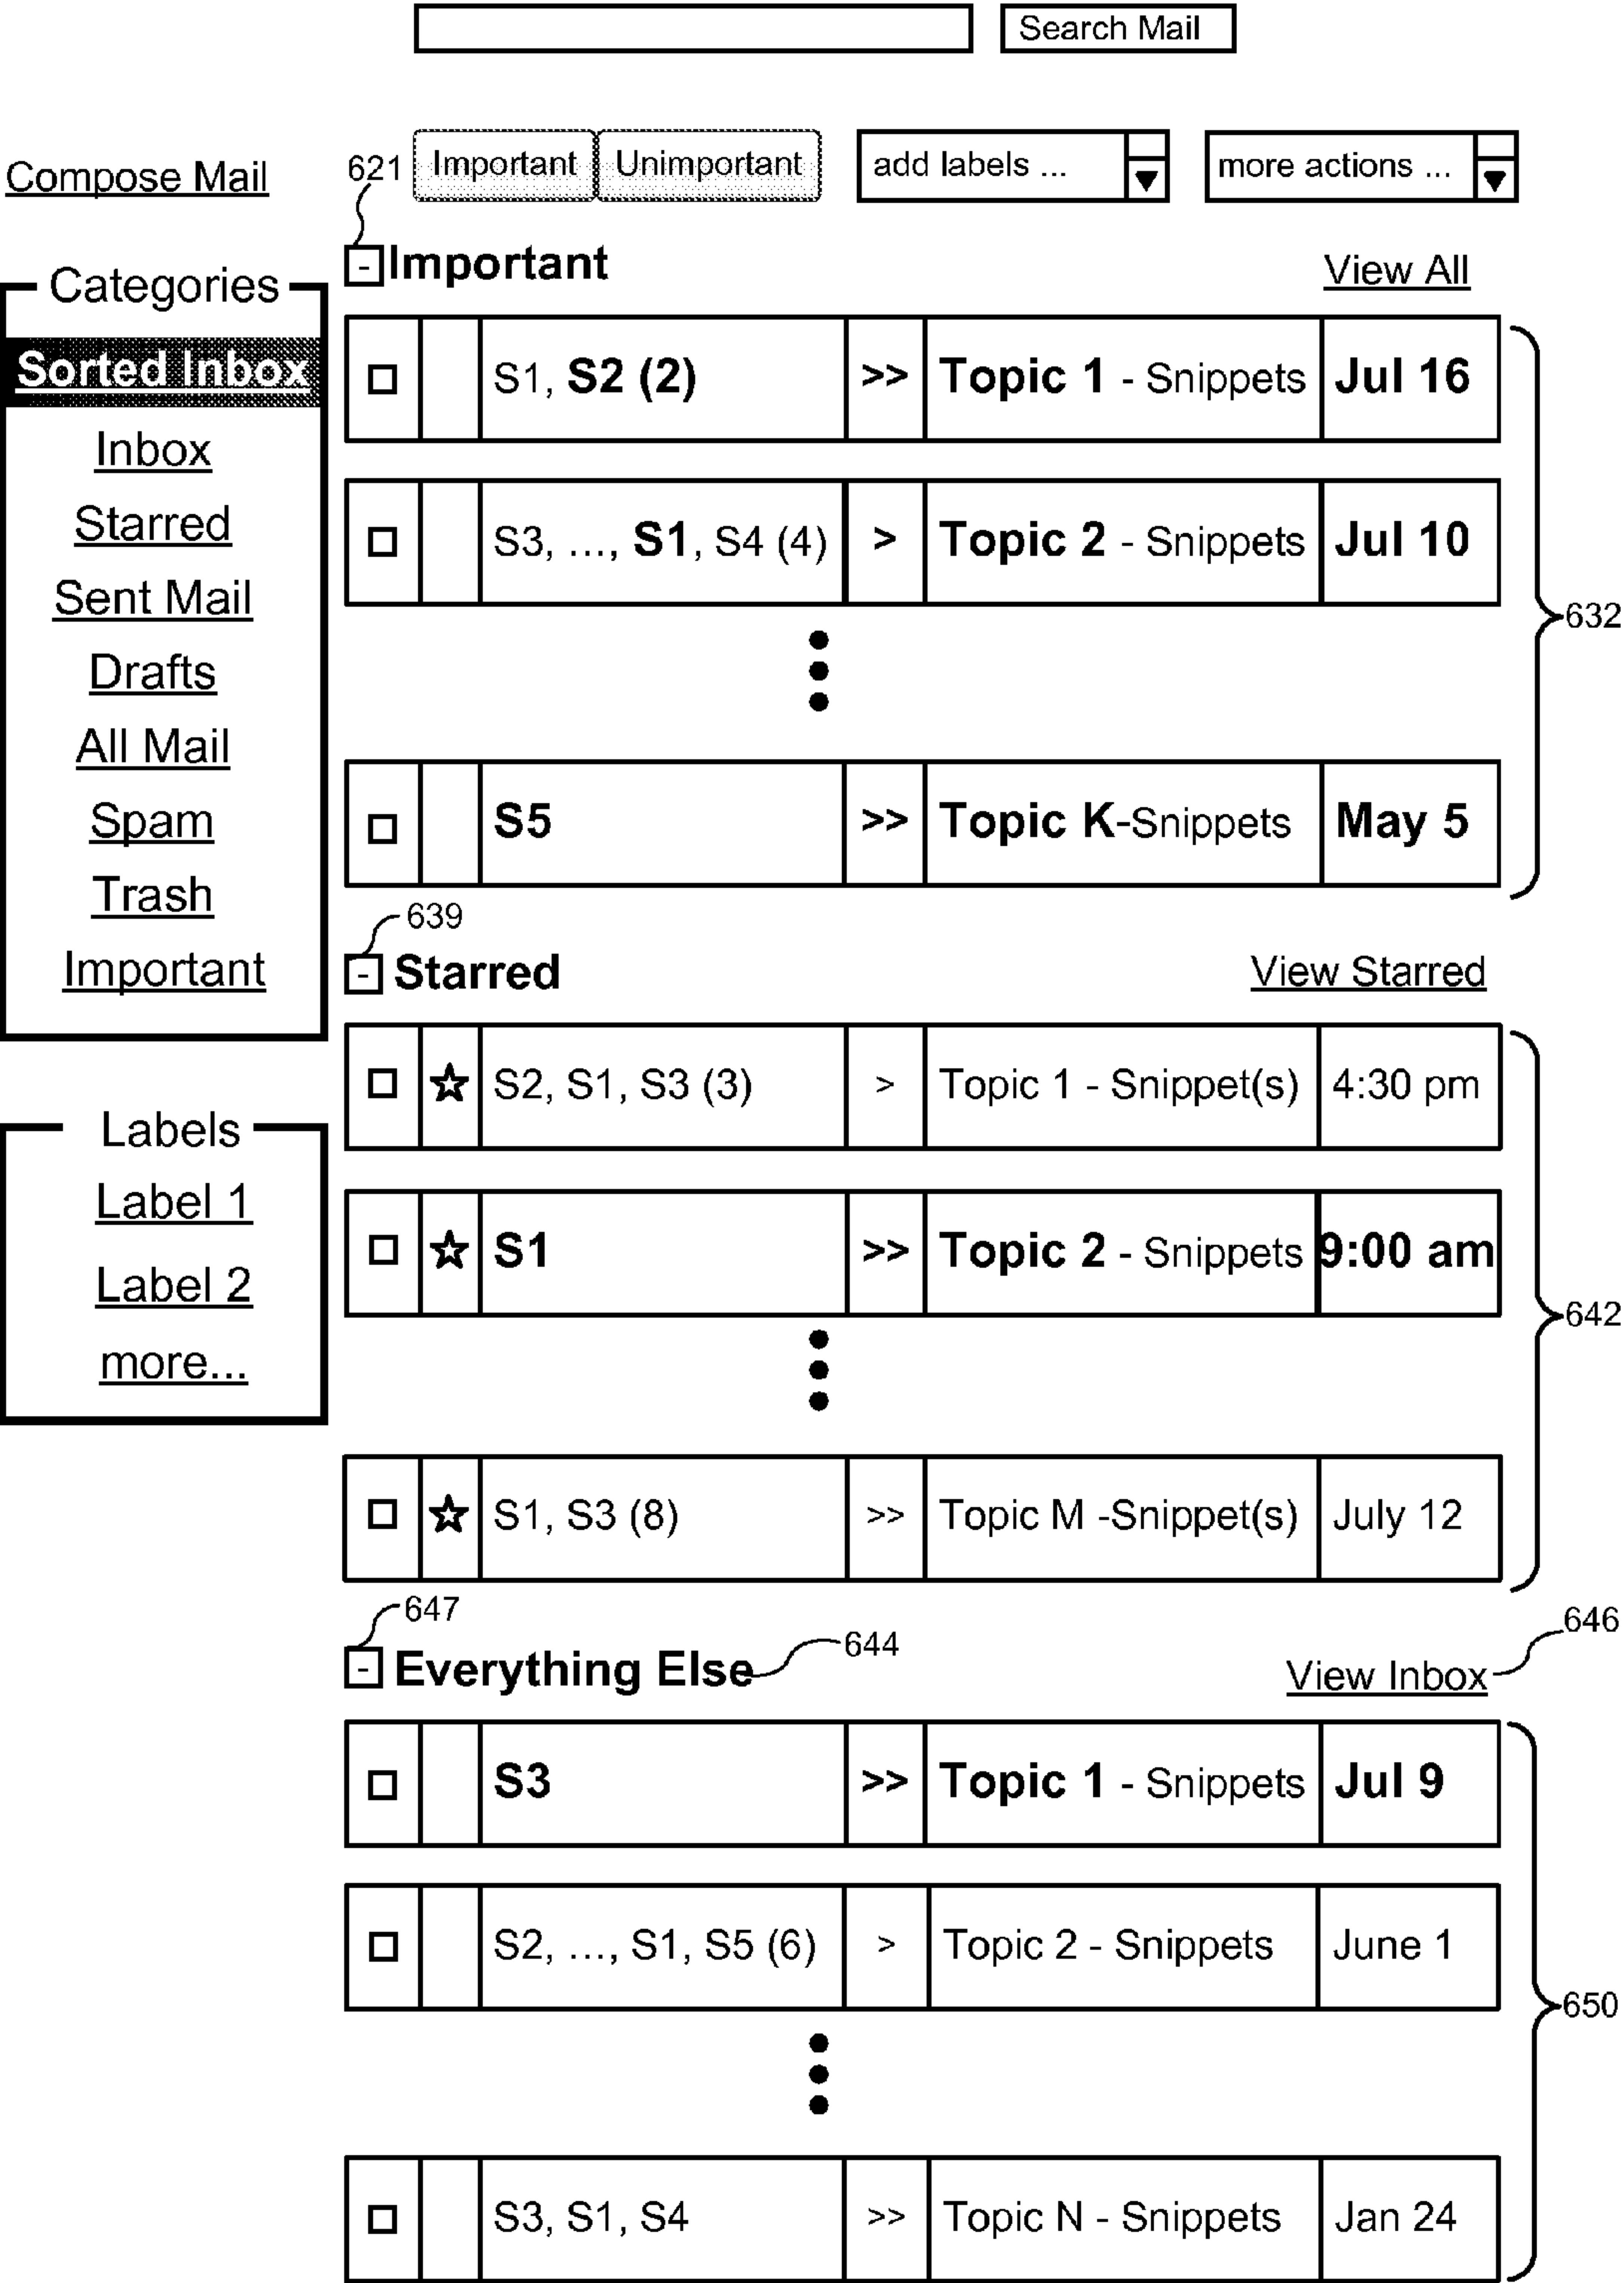 Search Mail
Compose Mail
621
Important
Unimportant
add labels ...
more actions ...
Categories
Sorted Inbox
Inbox
Starred
Sent Mail
Drafts
All Mail
Spam
Trash
Important
Labels
Label 1
Label 2
more...
- Important
View All
S1, S2 (2) >> Topic 1 - Snippets Jul 16
S3, ..., S1, S4 (4) > Topic 2 - Snippets Jul 10
632
S5 >> Topic K-Snippets May 5
639
- Starred
View Starred
S2, S1, S3 (3) > Topic 1 - Snippet(s) 4:30 pm
S1 >> Topic 2 - Snippets 9:00 am
642
S1, S3 (8) >> Topic M -Snippet(s) July 12
647
- Everything Else
644
View Inbox
646
S3 >> Topic 1 - Snippets Jul 9
S2, ..., S1, S5 (6) > Topic 2 - Snippets June 1
650
S3, S1, S4 >> Topic N - Snippets Jan 24